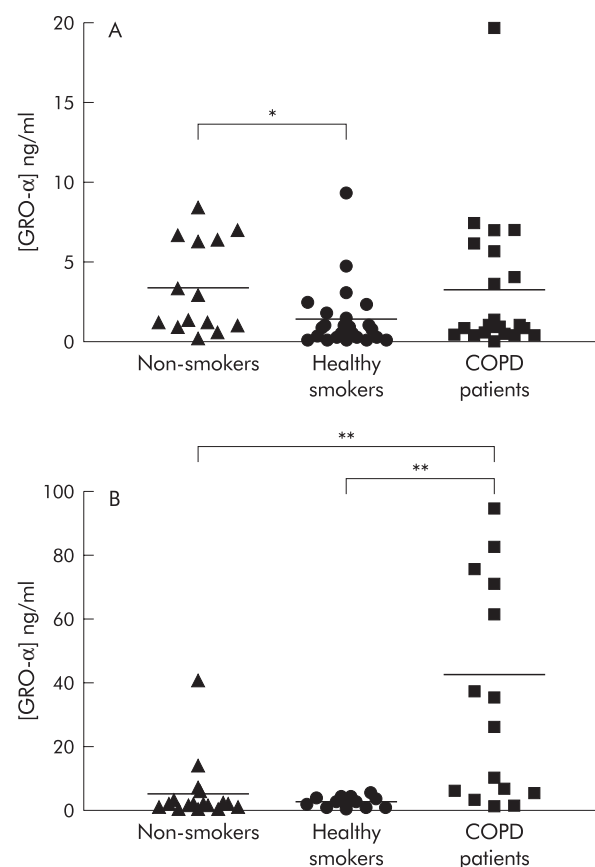 20
A
15
*
10
5
0
[GRO-α] ng/ml
Non-smokers Healthy smokers COPD patients
**
**
100
B
80
60
40
20
0
[GRO-α] ng/ml
Non-smokers Healthy smokers COPD patients